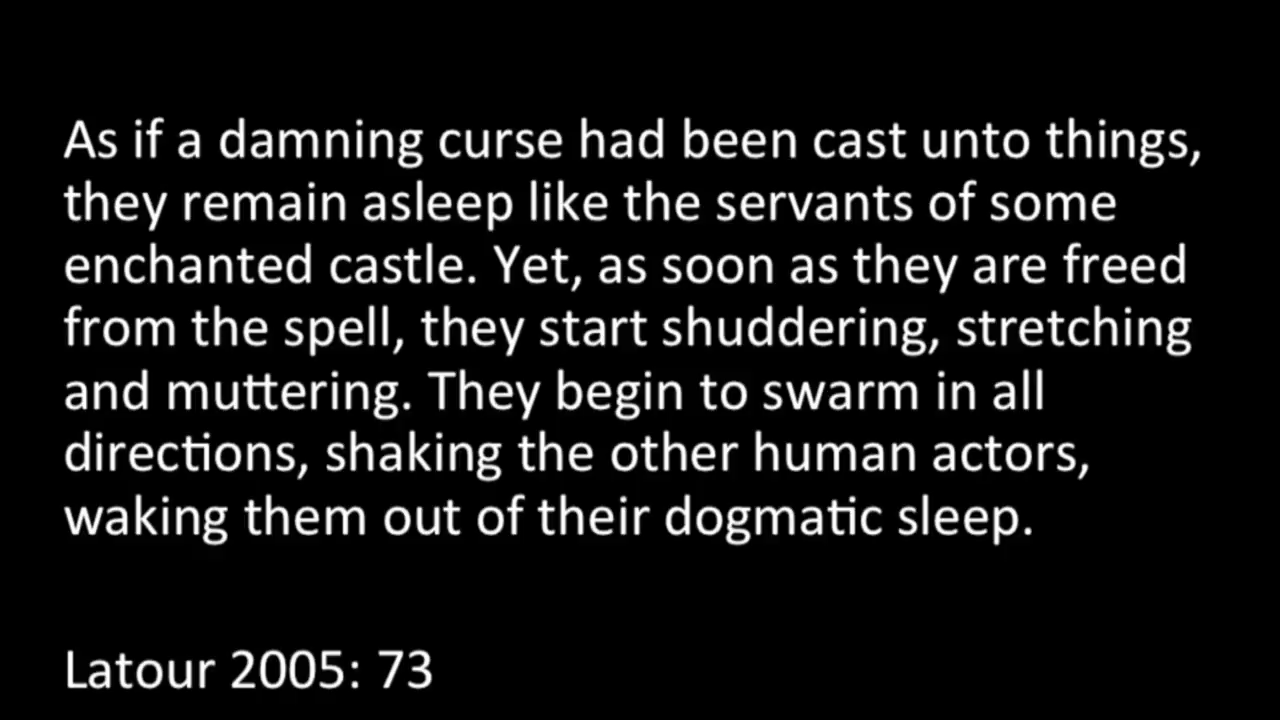 As if a damning curse had been cast unto things,
they remain asleep like the servants of some
enchanted castle. Yet, as soon as they are freed
from the spell, they start shuddering, stretching
and muttering. They begin to swarm in all
directions, shaking the other human actors,
waking them out of their dogmatic sleep.
Latour 2005: 73